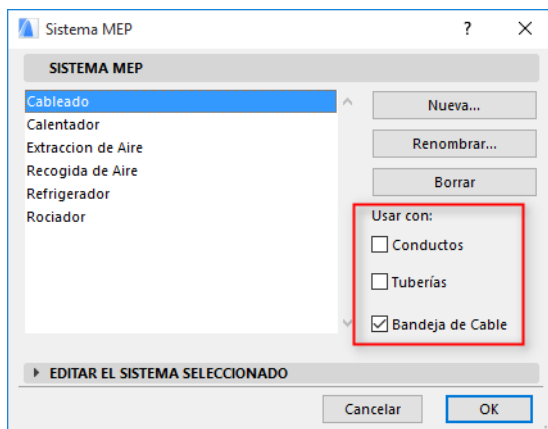 Sistema MEP
?
SISTEMA MEP
Cableado
Calentador
Extraccion de Aire
Recogida de Aire
Refrigerador
Rociador
Nueva...
Renombrar...
Borrar
Usar con:
Conductos
Tuberías
Bandeja de Cable
EDITAR EL SISTEMA SELECCIONADO
Cancelar
OK